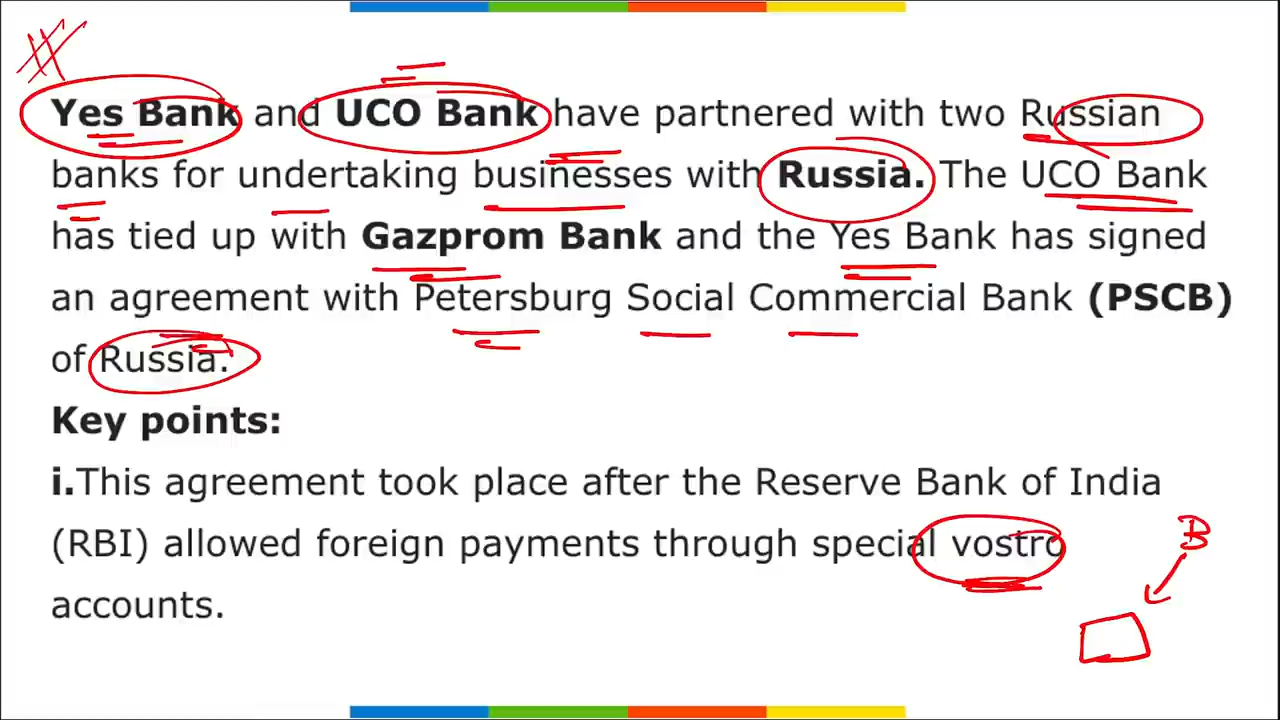 Yes Bank and UCO Bank have partnered with two Russian
banks for undertaking businesses with Russia. The UCO Bank
has tied up with Gazprom Bank and the Yes Bank has signed
an agreement with Petersburg Social Commercial Bank (PSCB)
of Russia.
Key points:
i.This agreement took place after the Reserve Bank of India
(RBI) allowed foreign payments through special vostro
B
accounts.